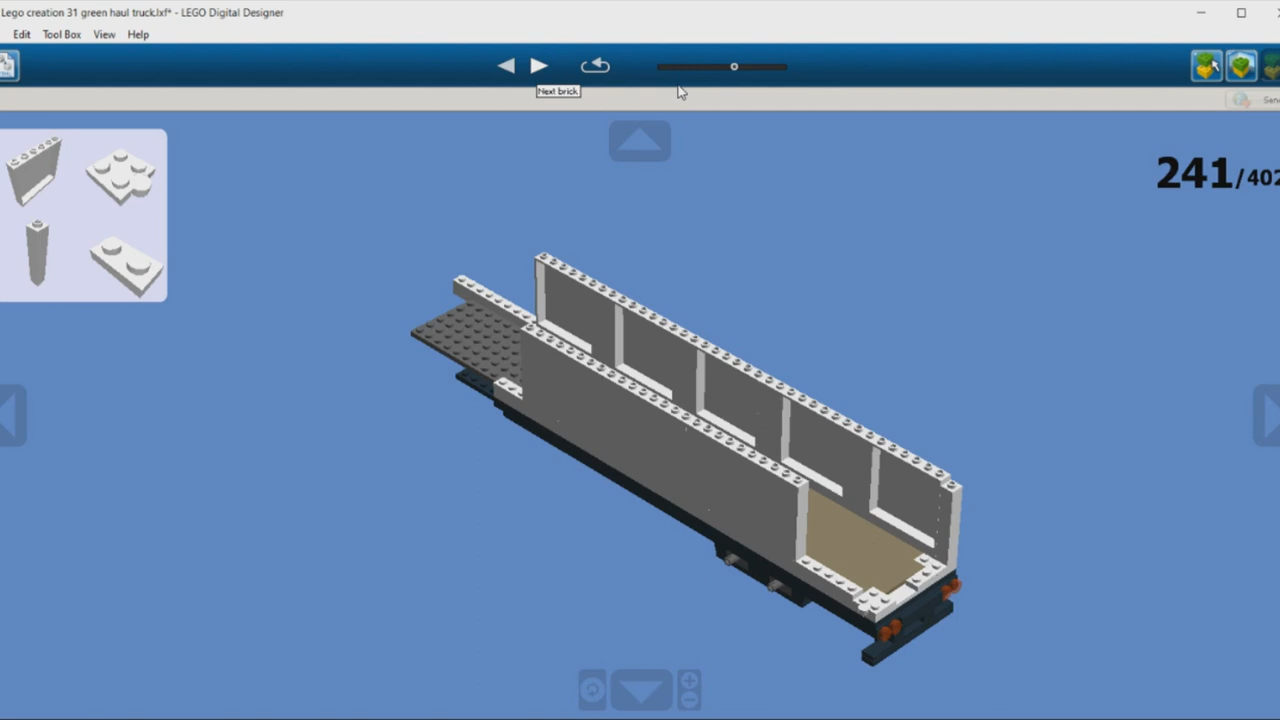 Lego creation 31 green haul truck.lxf* - LEGO Digital Designer
Edit Tool Box View Help
Next brick
241/402